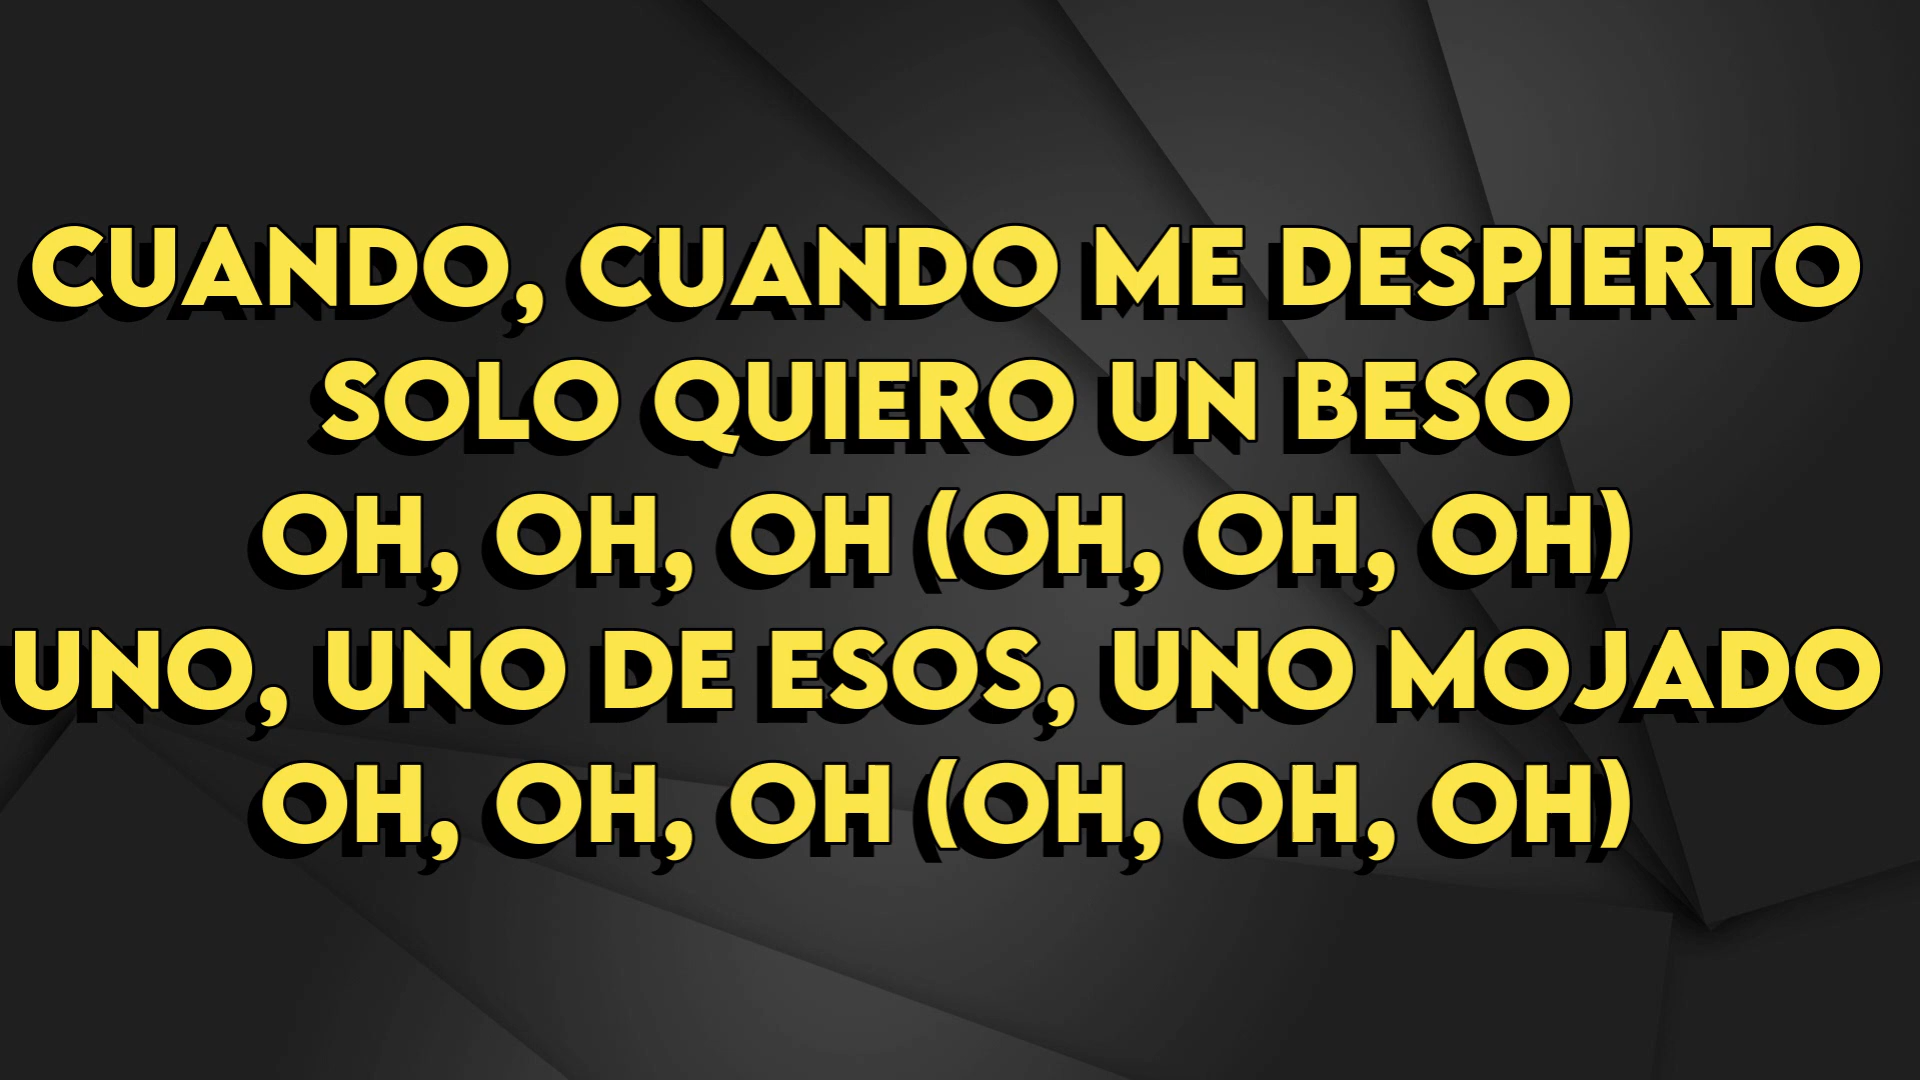 CUANDO, CUANDO ME DESPIERTO
SOLO QUIERO UN BESO
OH, OH, OH (OH, OH, OH)
UNO, UNO DE ESOS, UNO MOJADO
OH, OH, OH (OH, OH, OH)